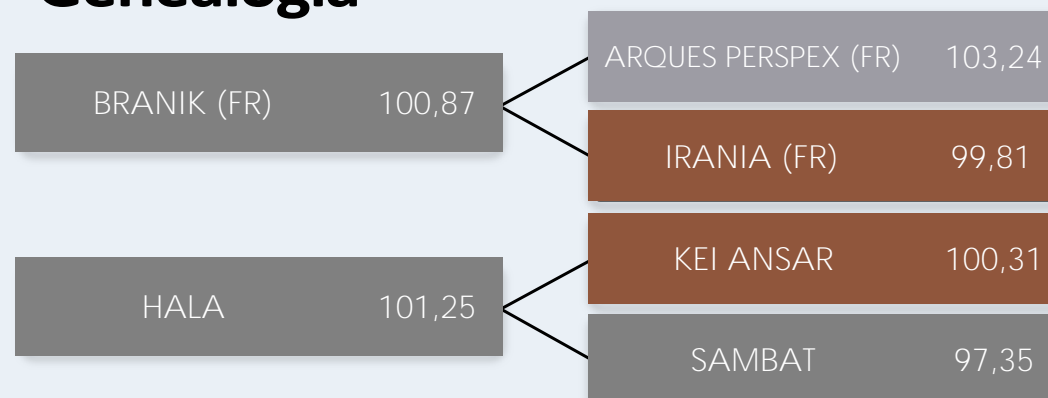 Genealogía
ARQUES PERSPEX (FR) 103,24
BRANIK (FR) 100,87
IRANIA (FR) 99,81
KEI ANSAR 100,31
HALA 101,25
SAMBAT 97,35